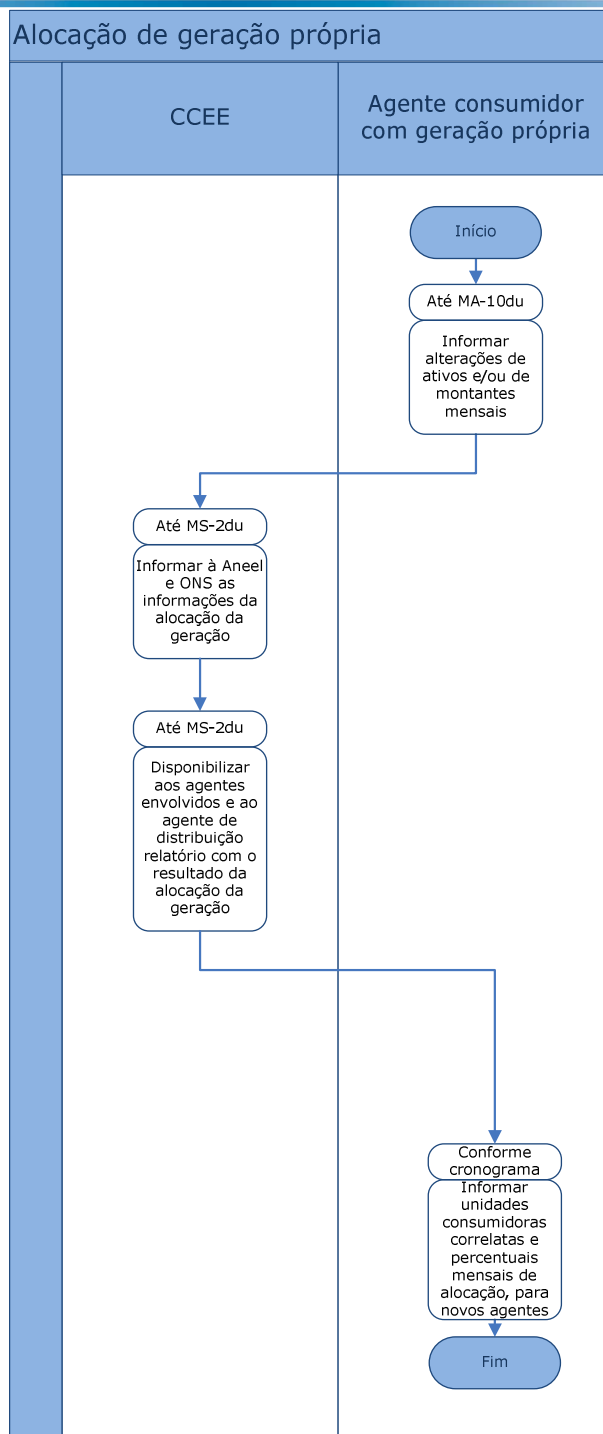 Alocação de geração própria
CCEE
Agente consumidor
com geração própria
Início
Até MA-10du
Informar
alterações de
ativos e/ou de
montantes
mensais
Até MS-2du
Informar à Aneel
e ONS as
informações da
alocação da
geração
Até MS-2du
Disponibilizar
aos agentes
envolvidos e ao
agente de
distribuição
relatório com o
resultado da
alocação da
geração
Conforme
cronograma
Informar
unidades
consumidoras
correlatas e
percentuais
mensais de
alocação, para
novos agentes
Fim